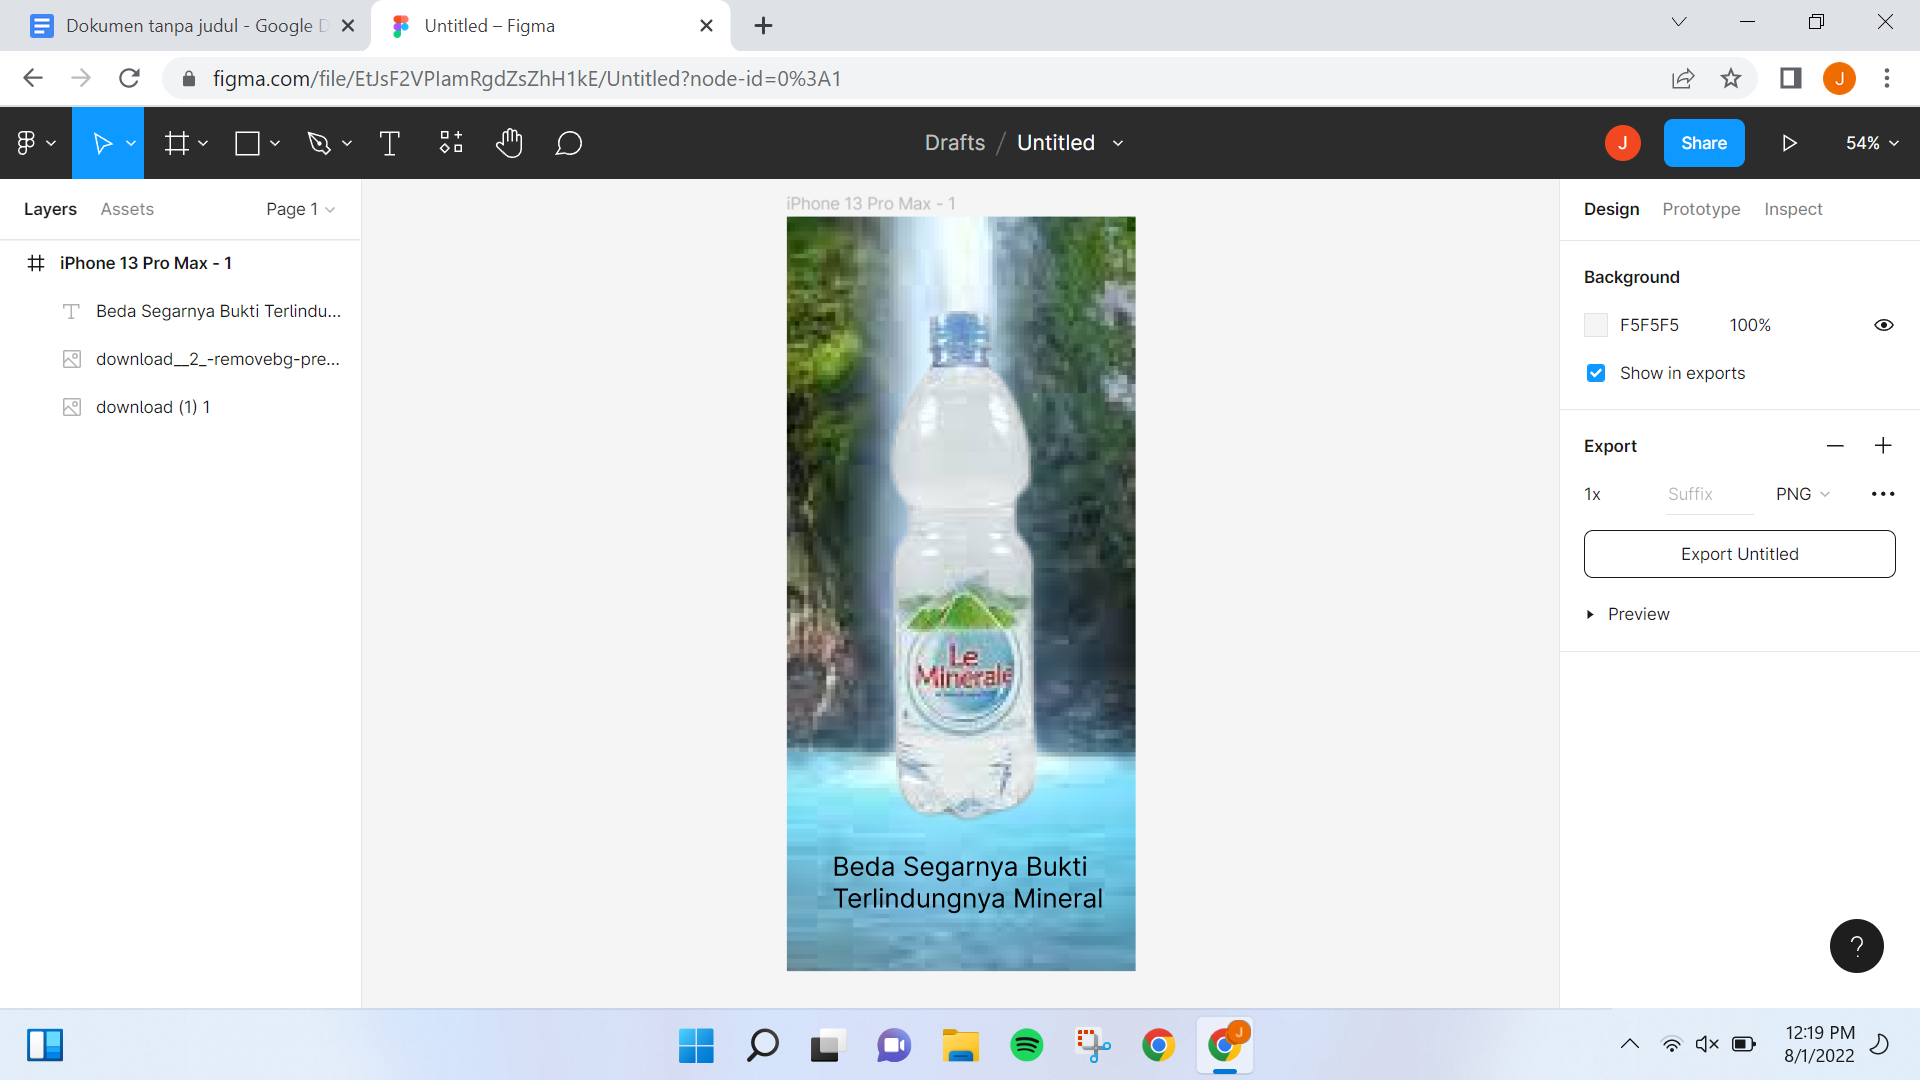 Dokumen tanpa judul - Google D
Untitled – Figma
figma.com/file/EtJsF2VPIamRgdZsZhH1kE/Untitled?node-id=0%3A1
J
Drafts / Untitled
J
Share
54%
Layers
Assets
Page 1
iPhone 13 Pro Max - 1
Beda Segarnya Bukti Terlindu...
download__2_-removebg-pre...
download (1) 1
iPhone 13 Pro Max - 1
Le
Minerale
Beda Segarnya Bukti
Terlindungnya Mineral
Design
Prototype
Inspect
Background
F5F5F5
100%
Show in exports
Export
1x
Suffix
PNG
Export Untitled
Preview
?
J
12:19 PM
8/1/2022